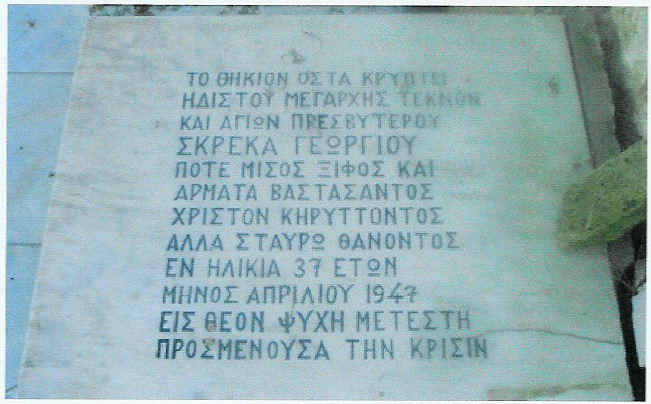 ΤΟ ΘΗΚΙΟΝ ΟΣΤΑ ΚΡΥΠΤΕΙ
ΗΔΙΣΤΟΥ ΜΕΓΑΡΧΗΣ ΤΕΚΝΟΝ
ΚΑΙ ΑΓΙΩΝ ΠΡΕΣΒΥΤΕΡΟΥ
ΣΚΡΕΚΑ ΓΕΩΡΓΙΟΥ
ΠΟΤΕ ΜΙΣΟΣ ΞΙΦΟΣ ΚΑΙ
ΑΡΜΑΤΑ ΒΑΣΤΑΣΑΝΤΟΣ
ΧΡΙΣΤΟΝ ΚΗΡΥΤΤΟΝΤΟΣ
ΑΛΛΑ ΣΤΑΥΡΩ ΘΑΝΟΝΤΟΣ
ΕΝ ΗΛΙΚΙΑ 37 ΕΤΩΝ
ΜΗΝΟΣ ΑΠΡΙΛΙΟΥ 1947
ΕΙΣ ΘΕΟΝ ΨΥΧΗ ΜΕΤΕΣΤΗ
ΠΡΟΣΜΕΝΟΥΣΑ ΤΗΝ ΚΡΙΣΙΝ